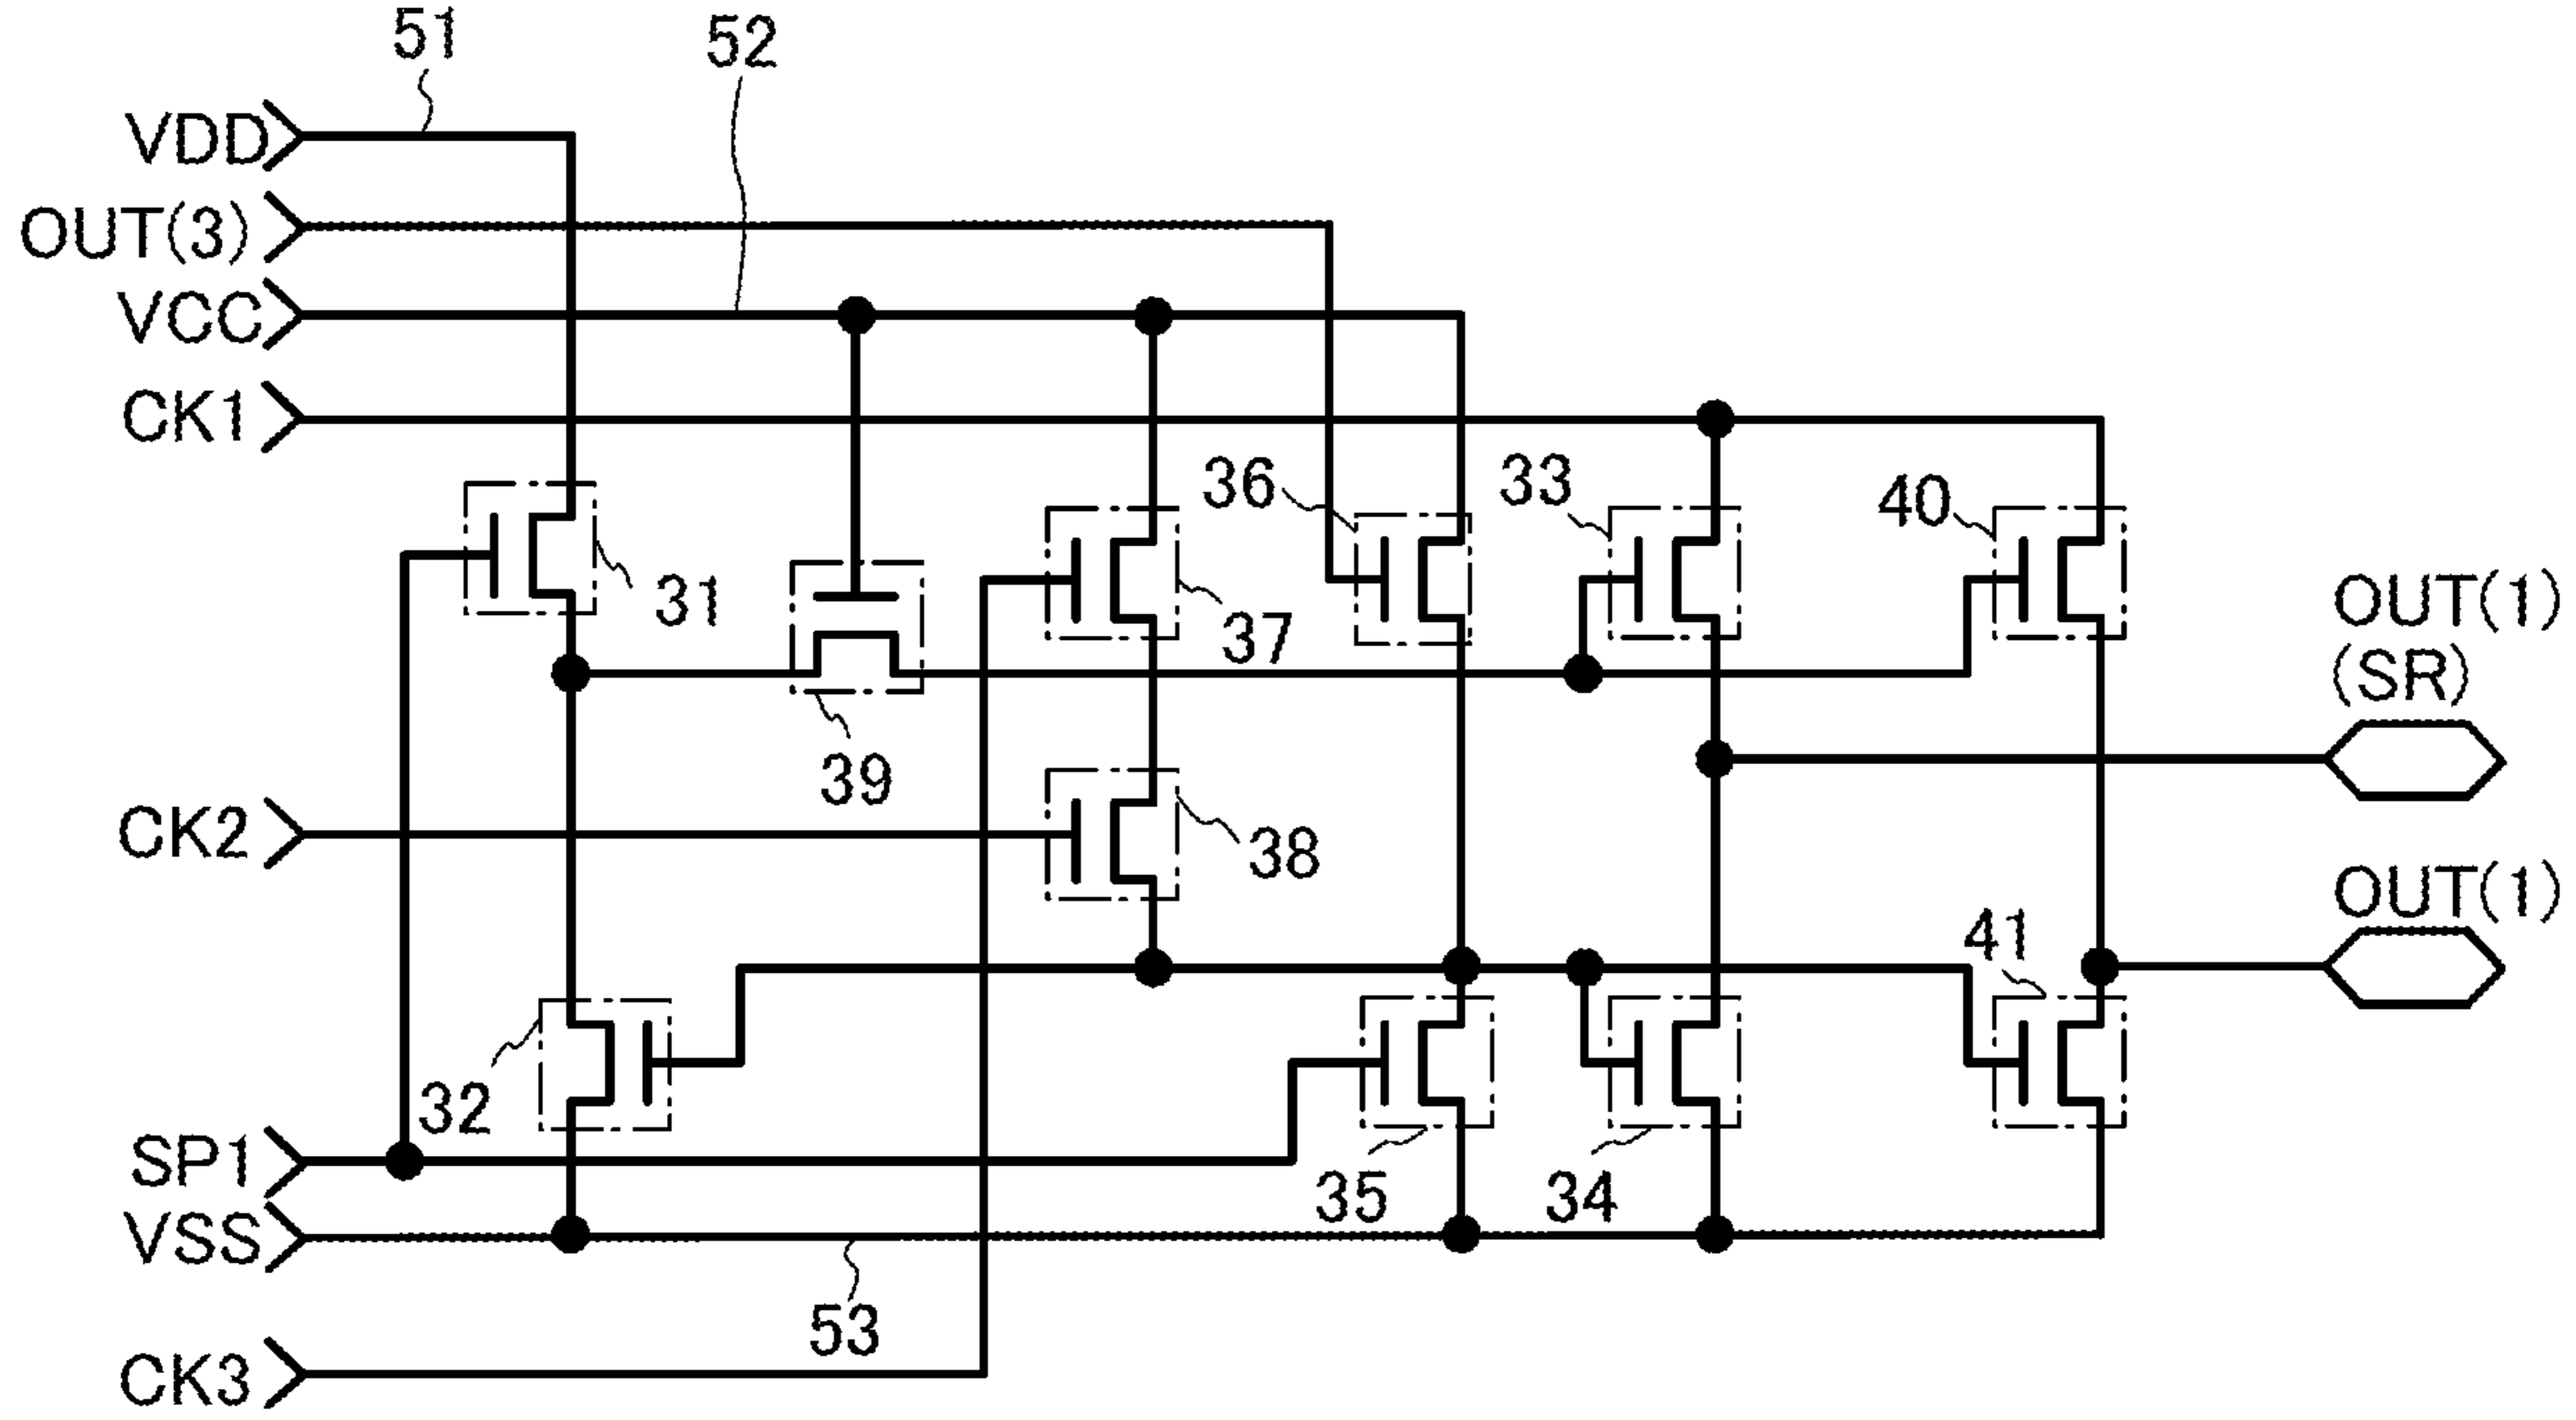 51
52
VDD
OUT(3)
VCC
CK1
36
33
40
31
37
OUT(1)
(SR)
39
CK2
38
OUT(1)
41
32
SP1
35
34
VSS
53
CK3